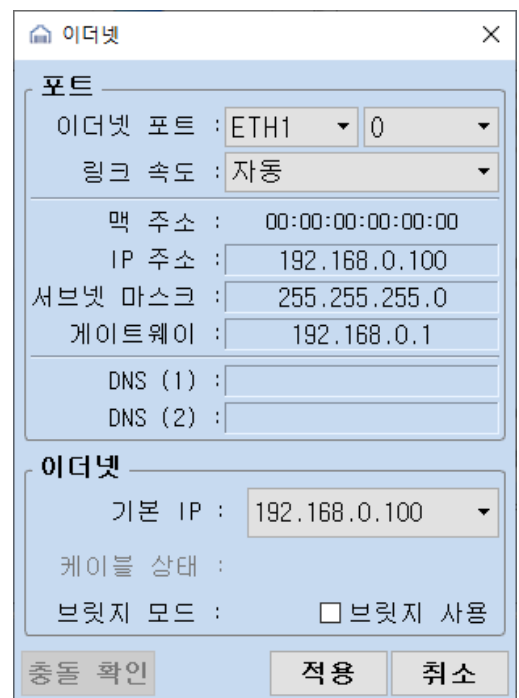 이더넷
포트
이더넷 포트 : ETH1 0
링크 속도 : 자동
맥 주소 : 00:00:00:00:00:00
IP 주소 : 192.168.0.100
서브넷 마스크 : 255.255.255.0
게이트웨이 : 192.168.0.1
DNS (1) :
DNS (2) :
이더넷
기본 IP : 192.168.0.100
케이블 상태 :
브릿지 모드 : 브릿지 사용
충돌 확인 적용 취소